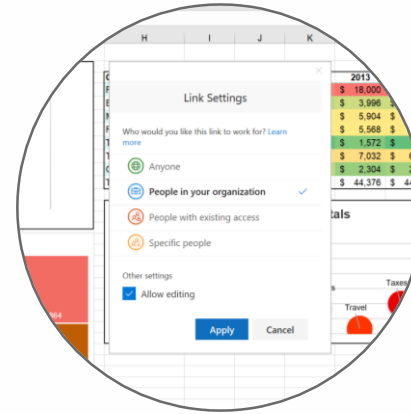 H I J K
2013
$ 18,000
$ 3,996 $
$ 5,904 $
$ 5,568 $
$ 1,572 $
$ 7,032 $
$ 2,304 $
$ 44,376 $
Link Settings
Who would you like this link to work for? Learn
more
Anyone
People in your organization
People with existing access
Specific people
Other settings
Allow editing
Apply Cancel
Taxes
Travel